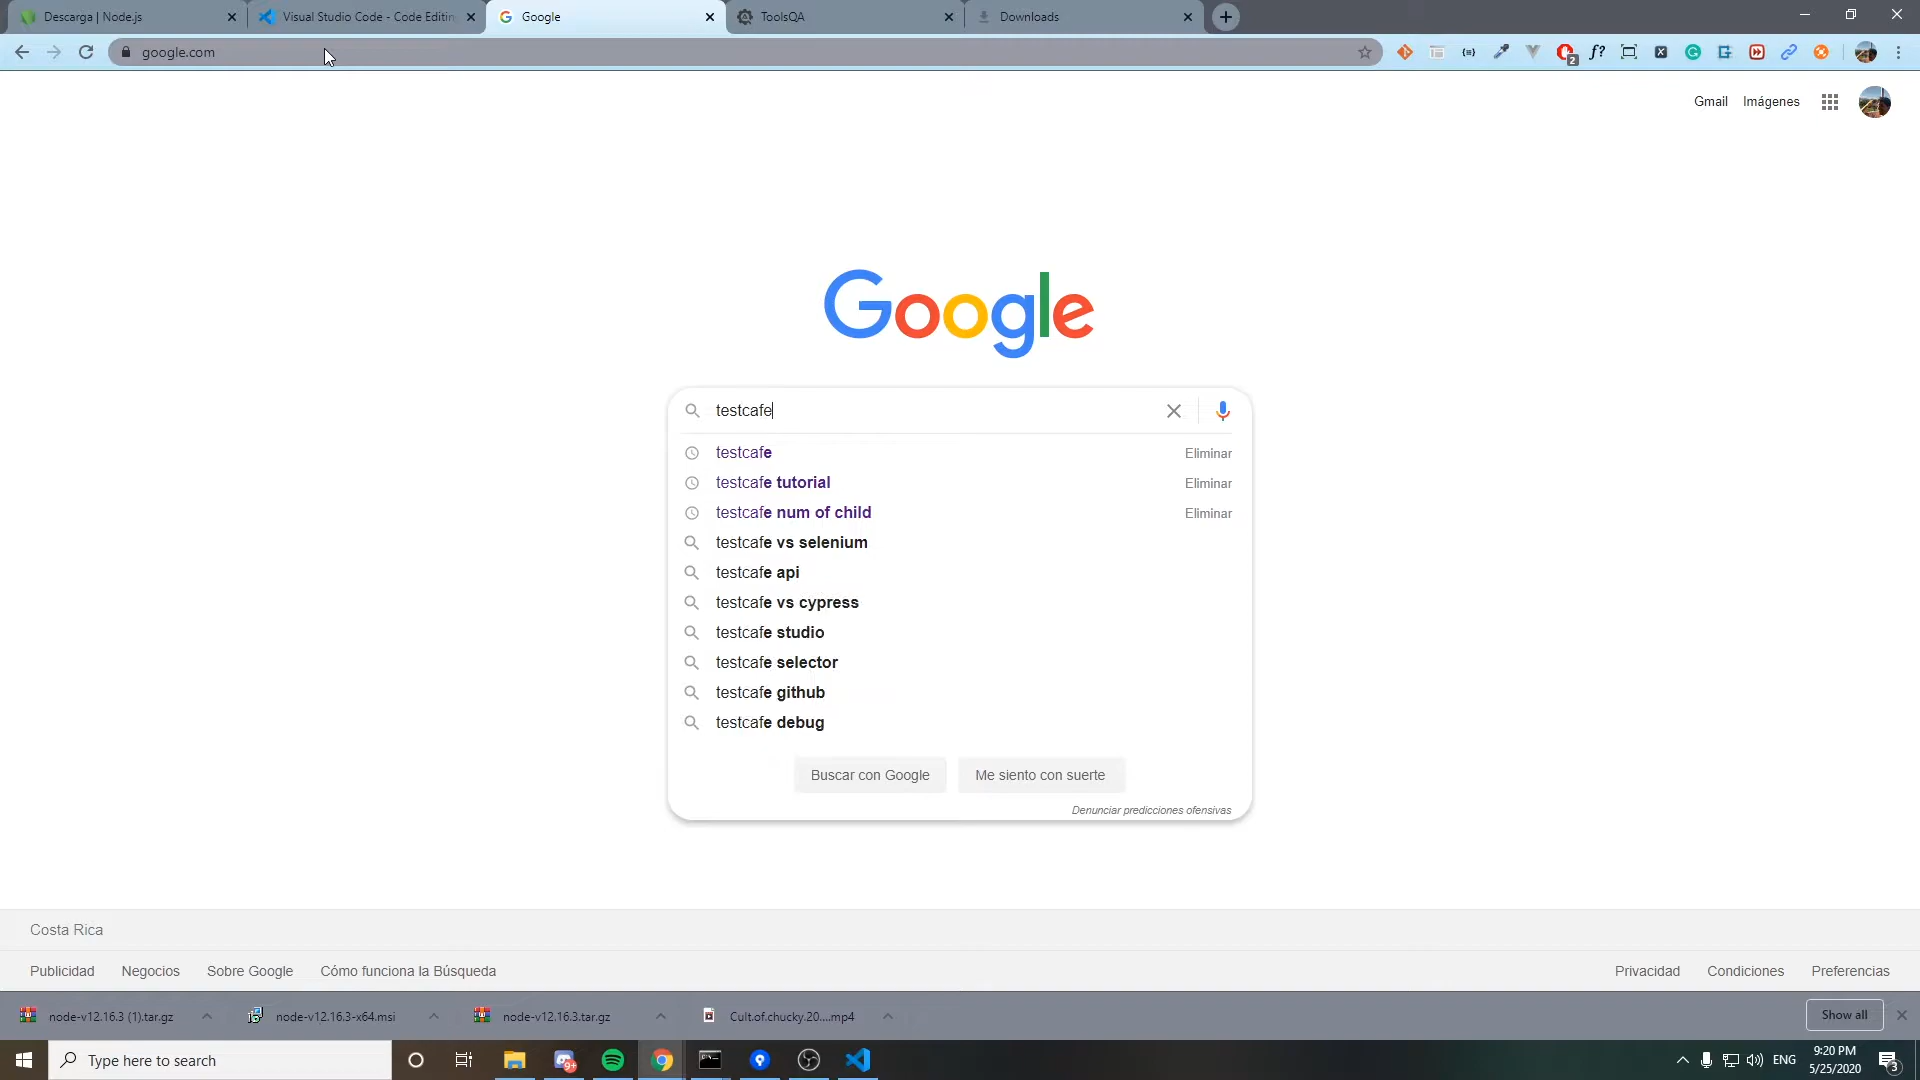 Descarga | Node.js
Visual Studio Code - Code Editin
Google
ToolsQA
Downloads
google.com
2
Gmail
Imágenes
Google
testcafe
testcafe
Eliminar
testcafe tutorial
Eliminar
testcafe num of child
Eliminar
testcafe vs selenium
testcafe api
testcafe vs cypress
testcafe studio
testcafe selector
testcafe github
testcafe debug
Buscar con Google
Me siento con suerte
Denunciar predicciones ofensivas
Costa Rica
Publicidad
Negocios
Sobre Google
Cómo funciona la Búsqueda
Privacidad
Condiciones
Preferencias
node-v12.16.3 (1).tar.gz
node-v12.16.3-x64.msi
node-v12.16.3.tar.gz
Cult.of.chucky.20....mp4
Show all
Type here to search
9+
ENG
9:20 PM
5/25/2020
3